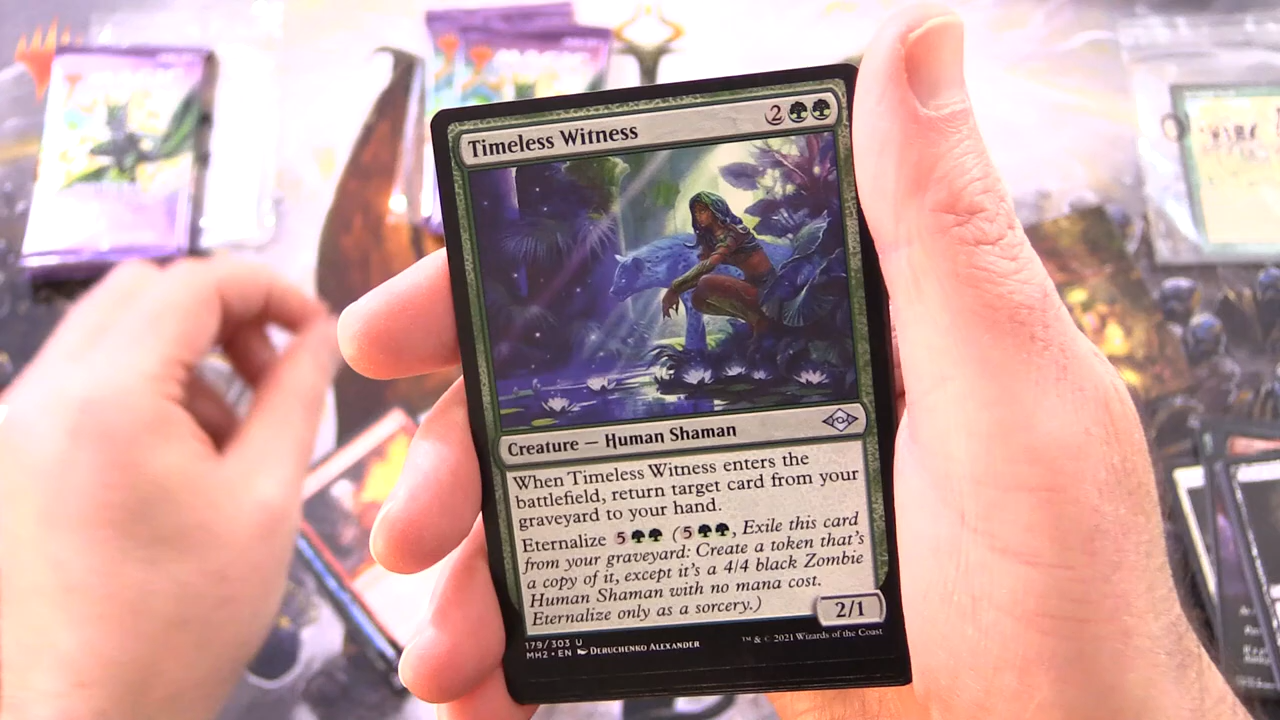 Timeless Witness 2
Creature — Human Shaman
When Timeless Witness enters the
battlefield, return target card from your
graveyard to your hand.
Eternalize 5 (5, Exile this card
from your graveyard: Create a token that's
a copy of it, except it's a 4/4 black Zombie
Human Shaman with no mana cost.
Eternalize only as a sorcery.)
2/1
179/303 U
MH2 • EN Deruchenko Alexander
™ & © 2021 Wizards of the Coast